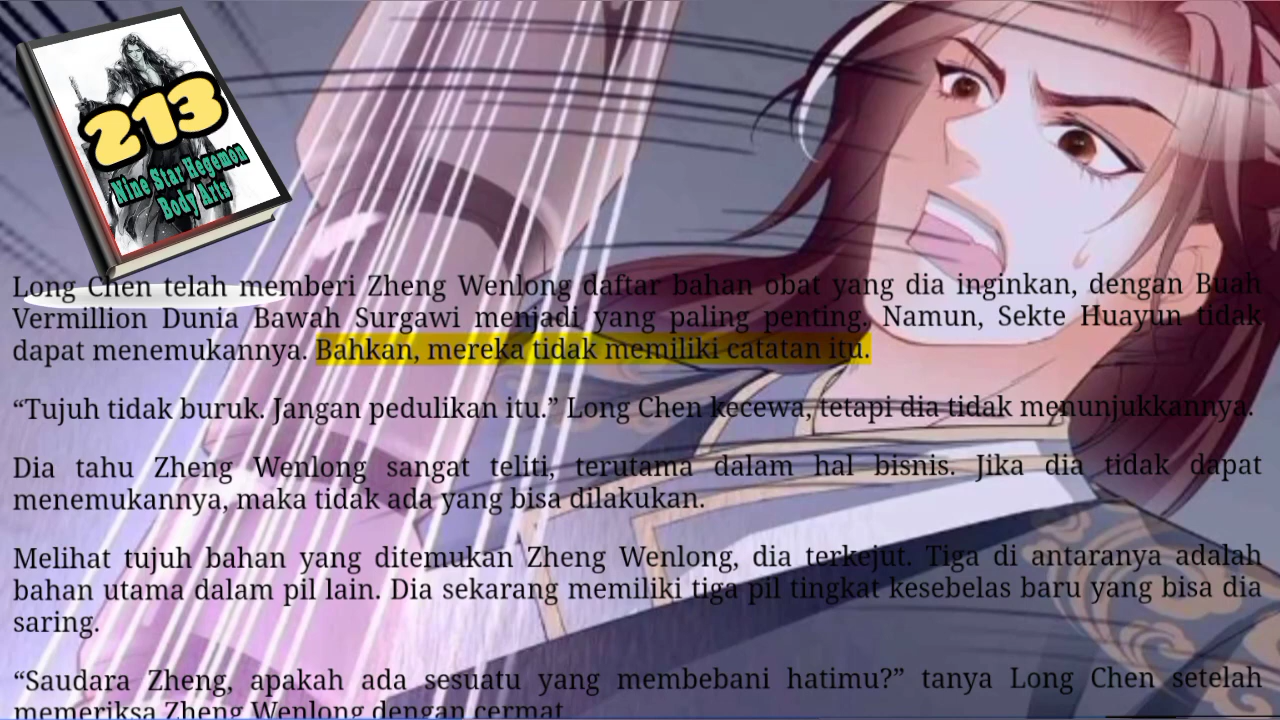 213
Nine Star Hegemon
Body Arts
Long Chen telah memberi Zheng Wenlong daftar bahan obat yang dia inginkan, dengan Buah
Vermillion Dunia Bawah Surgawi menjadi yang paling penting. Namun, Sekte Huayun tidak
dapat menemukannya. Bahkan, mereka tidak memiliki catatan itu.
“Tujuh tidak buruk. Jangan pedulikan itu.” Long Chen kecewa, tetapi dia tidak menunjukkannya.
Dia tahu Zheng Wenlong sangat teliti, terutama dalam hal bisnis. Jika dia tidak dapat
menemukannya, maka tidak ada yang bisa dilakukan.
Melihat tujuh bahan yang ditemukan Zheng Wenlong, dia terkejut. Tiga di antaranya adalah
bahan utama dalam pil lain. Dia sekarang memiliki tiga pil tingkat kesebelas baru yang bisa dia
saring.
“Saudara Zheng, apakah ada sesuatu yang membebani hatimu?” tanya Long Chen setelah
memeriksa Zheng Wenlong dengan cermat.